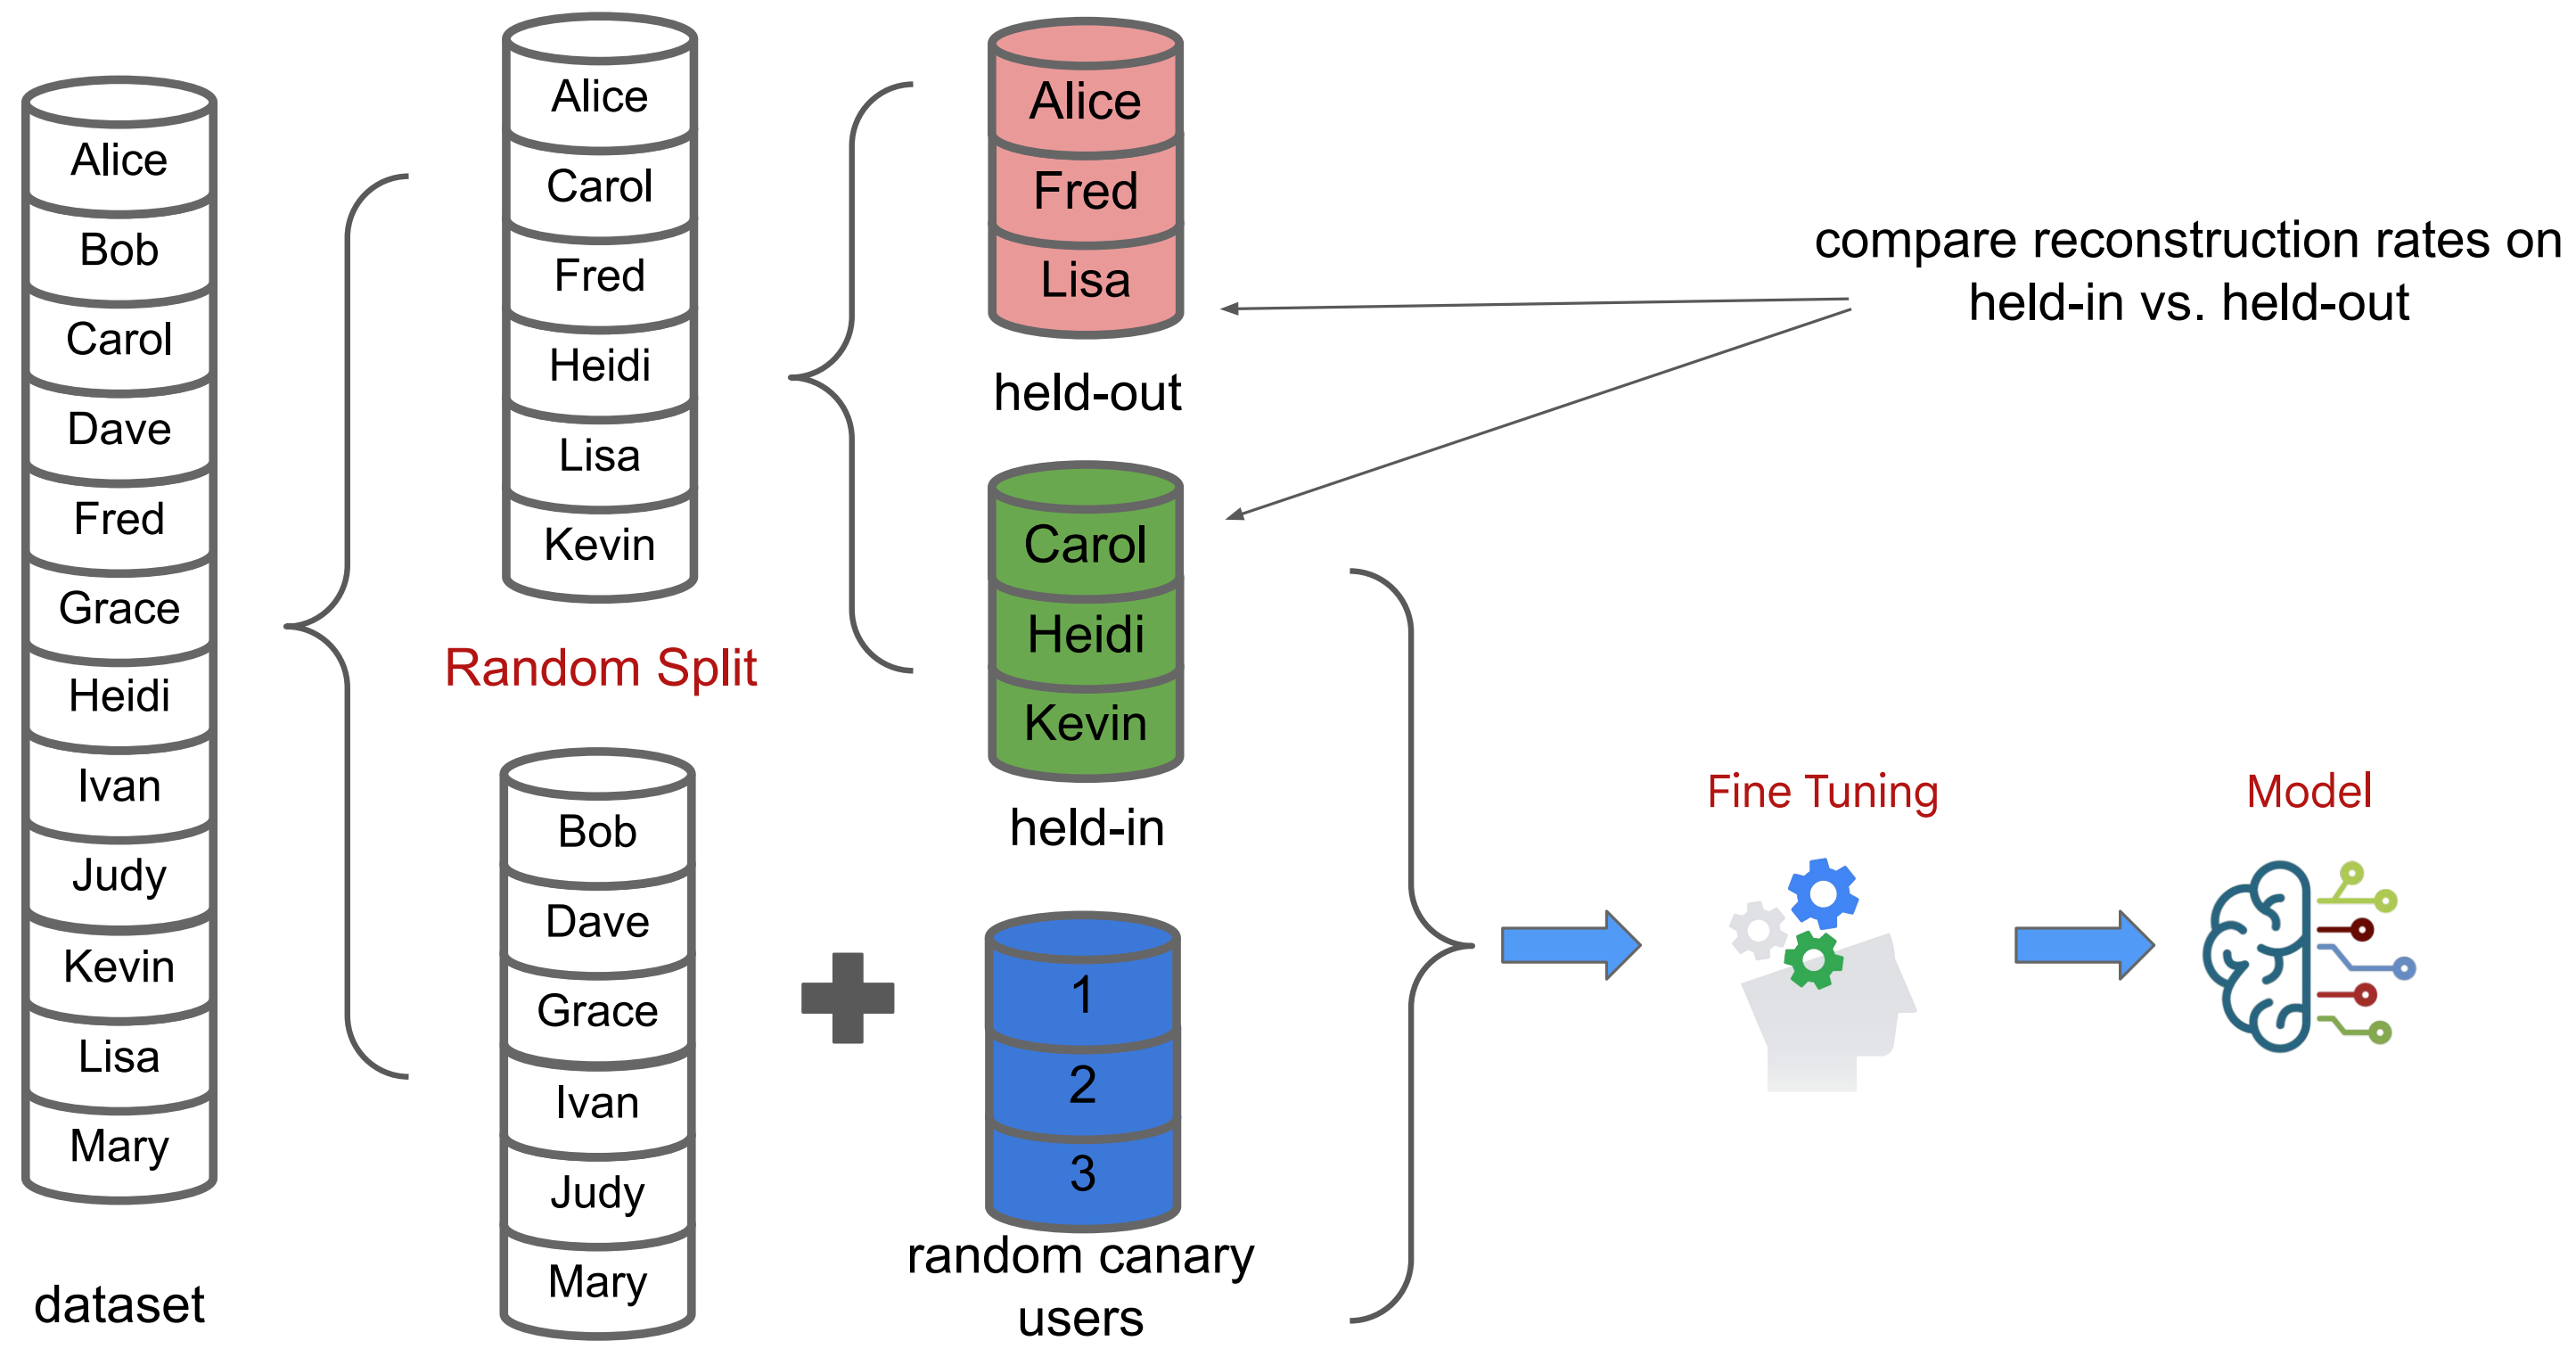 Alice
Bob
Carol
Dave
Fred
Grace
Heidi
Ivan
Judy
Kevin
Lisa
Mary
dataset
Alice
Carol
Fred
Heidi
Lisa
Kevin
Random Split
Bob
Dave
Grace
Ivan
Judy
Mary
Alice
Fred
Lisa
held-out
Carol
Heidi
Kevin
held-in
1
2
3
random canary
users
compare reconstruction rates on
held-in vs. held-out
Fine Tuning
Model